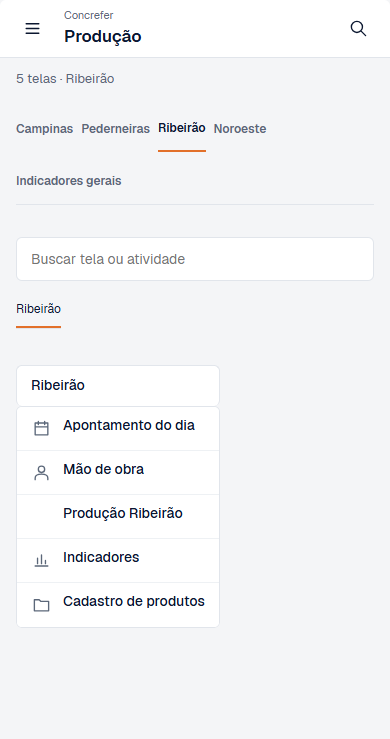 Concrefer
Produção
5 telas · Ribeirão
Campinas Pederneiras Ribeirão Noroeste
Indicadores gerais
Buscar tela ou atividade
Ribeirão
Ribeirão
Apontamento do dia
Mão de obra
Produção Ribeirão
Indicadores
Cadastro de produtos